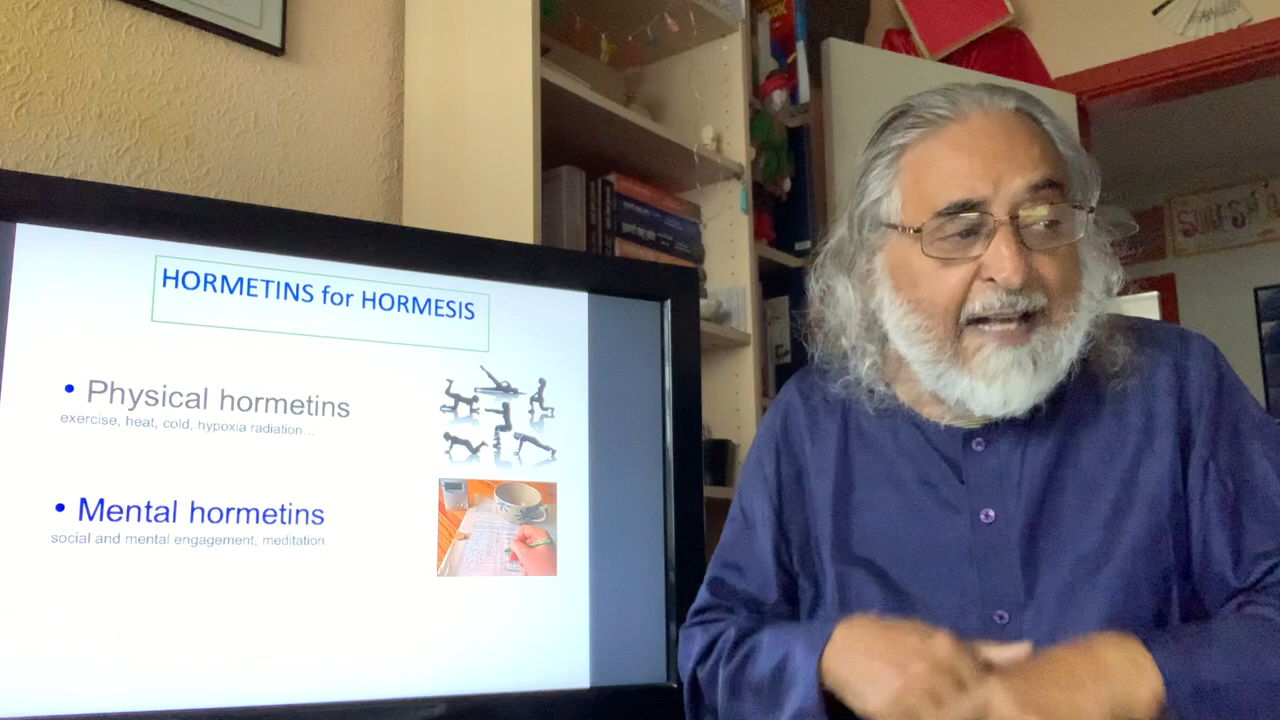 HORMETINS for HORMESIS
• Physical hormetins
exercise, heat, cold, hypoxia radiation...
• Mental hormetins
social and mental engagement, meditation